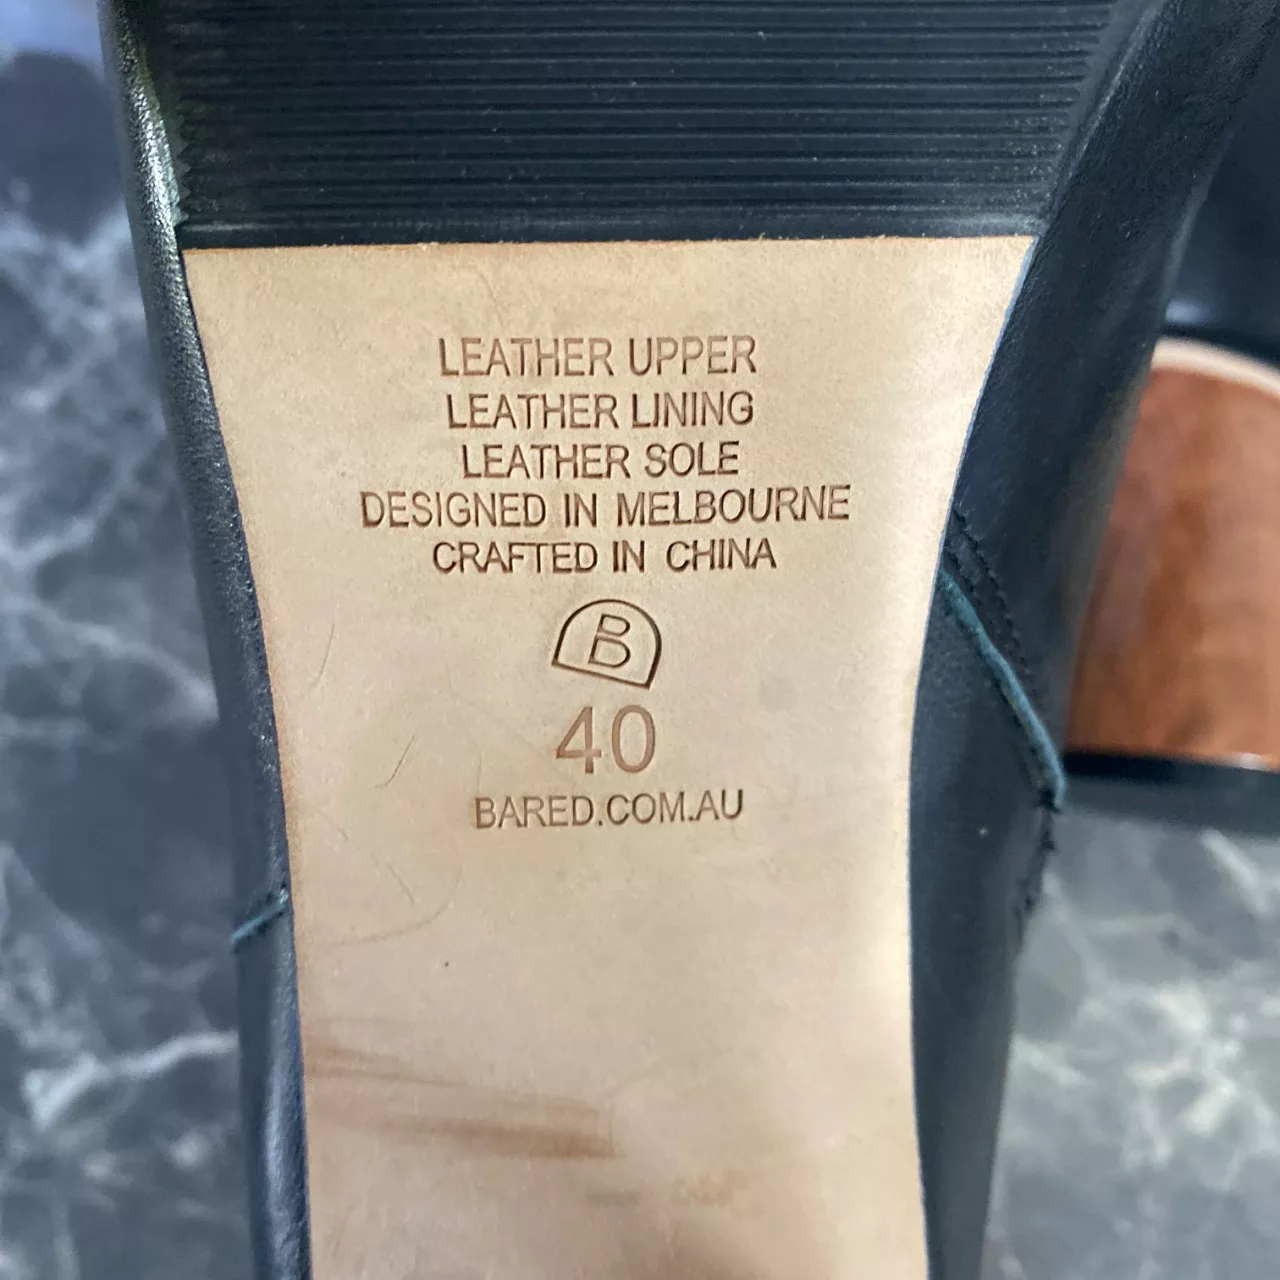 LEATHER UPPER
LEATHER LINING
LEATHER SOLE
DESIGNED IN MELBOURNE
CRAFTED IN CHINA
B
40
BARED.COM.AU